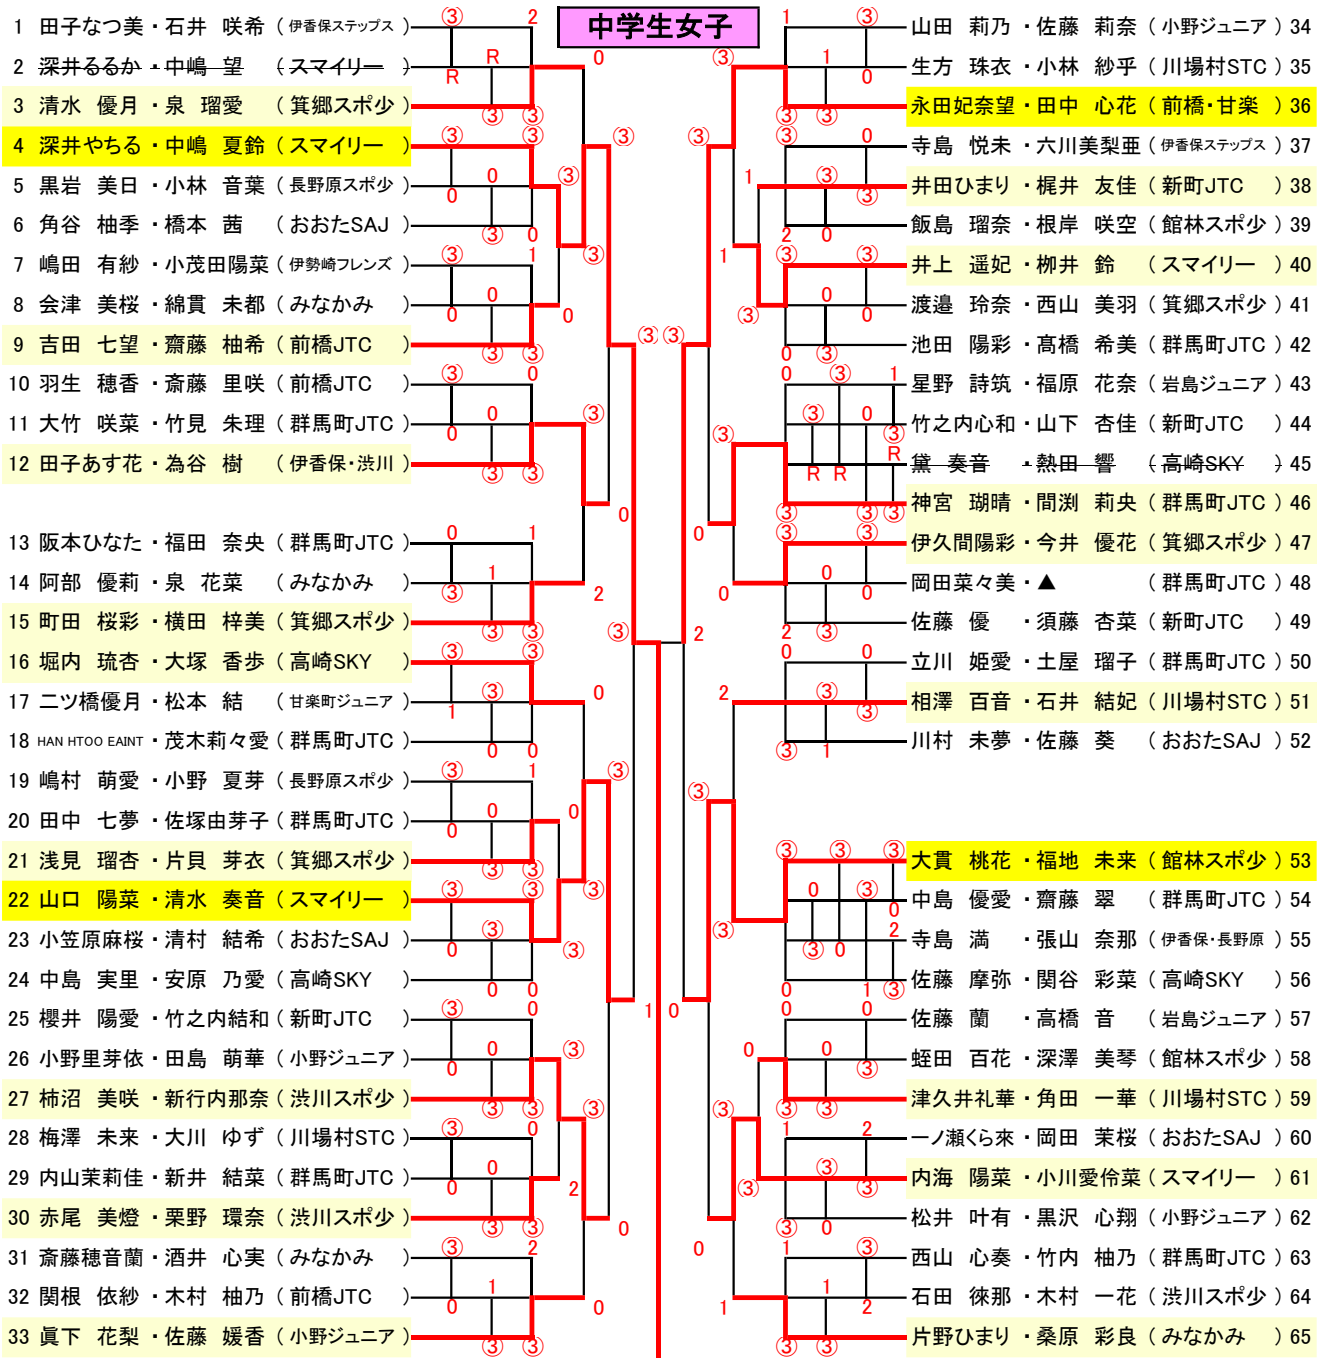 中学生女子
1 田子なつ美・石井 咲希 (伊香保ステップス)
2 深井るるか・中嶋 望 (スマイリー)
3 清水 優月・泉 瑠愛 (箕郷スポ少)
4 深井やちる・中嶋 夏鈴 (スマイリー)
5 黒岩 美日・小林 音葉 (長野原スポ少)
6 角谷 柚季・橋本 茜 (おおたSAJ)
7 嶋田 有紗・小茂田陽菜 (伊勢崎フレンズ)
8 会津 美桜・綿貫 未都 (みなかみ)
9 吉田 七望・齋藤 柚希 (前橋JTC)
10 羽生 穂香・斎藤 里咲 (前橋JTC)
11 大竹 咲菜・竹見 朱理 (群馬町JTC)
12 田子あす花・為谷 樹 (伊香保・渋川)
13 阪本ひなた・福田 奈央 (群馬町JTC)
14 阿部 優莉・泉 花菜 (みなかみ)
15 町田 桜彩・横田 梓美 (箕郷スポ少)
16 堀内 琉杏・大塚 香歩 (高崎SKY)
17 二ツ橋優月・松本 結 (甘楽町ジュニア)
18 HAN HTOO EAINT・茂木莉々愛 (群馬町JTC)
19 嶋村 萌愛・小野 夏芽 (長野原スポ少)
20 田中 七夢・佐塚由芽子 (群馬町JTC)
21 浅見 瑠杏・片貝 芽衣 (箕郷スポ少)
22 山口 陽菜・清水 奏音 (スマイリー)
23 小笠原麻桜・清村 結希 (おおたSAJ)
24 中島 実里・安原 乃愛 (高崎SKY)
25 櫻井 陽愛・竹之内結和 (新町JTC)
26 小野里芽依・田島 萌華 (小野ジュニア)
27 柿沼 美咲・新行内那奈 (渋川スポ少)
28 梅澤 未来・大川 ゆず (川場村STC)
29 内山茉莉佳・新井 結菜 (群馬町JTC)
30 赤尾 美燈・栗野 環奈 (渋川スポ少)
31 斎藤穂音蘭・酒井 心実 (みなかみ)
32 関根 依紗・木村 柚乃 (前橋JTC)
33 眞下 花梨・佐藤 媛香 (小野ジュニア)
山田 莉乃・佐藤 莉奈 (小野ジュニア) 34
生方 珠衣・小林 紗乎 (川場村STC) 35
永田妃奈望・田中 心花 (前橋・甘楽) 36
寺島 悦未・六川美梨亜 (伊香保ステップス) 37
井田ひまり・梶井 友佳 (新町JTC) 38
飯島 瑠奈・根岸 咲空 (館林スポ少) 39
井上 遥妃・栁井 鈴 (スマイリー) 40
渡邉 玲奈・西山 美羽 (箕郷スポ少) 41
池田 陽彩・髙橋 希美 (群馬町JTC) 42
星野 詩筑・福原 花奈 (岩島ジュニア) 43
竹之内心和・山下 杏佳 (新町JTC) 44
黛 奏音・熱田 響 (高崎SKY) 45
神宮 瑚晴・間渕 莉央 (群馬町JTC) 46
伊久間陽彩・今井 優花 (箕郷スポ少) 47
岡田菜々美・▲ (群馬町JTC) 48
佐藤 優・須藤 杏菜 (新町JTC) 49
立川 姫愛・土屋 瑠子 (群馬町JTC) 50
相澤 百音・石井 結妃 (川場村STC) 51
川村 未夢・佐藤 葵 (おおたSAJ) 52
大貫 桃花・福地 未来 (館林スポ少) 53
中島 優愛・齋藤 翠 (群馬町JTC) 54
寺島 満・張山 奈那 (伊香保・長野原) 55
佐藤 摩弥・関谷 彩菜 (高崎SKY) 56
佐藤 蘭・高橋 音 (岩島ジュニア) 57
蛭田 百花・深澤 美琴 (館林スポ少) 58
津久井礼華・角田 一華 (川場村STC) 59
一ノ瀬くら來・岡田 茉桜 (おおたSAJ) 60
内海 陽菜・小川愛伶菜 (スマイリー) 61
松井 叶有・黒沢 心翔 (小野ジュニア) 62
西山 心奏・竹内 柚乃 (群馬町JTC) 63
石田 徠那・木村 一花 (渋川スポ少) 64
片野ひまり・桑原 彩良 (みなかみ) 65